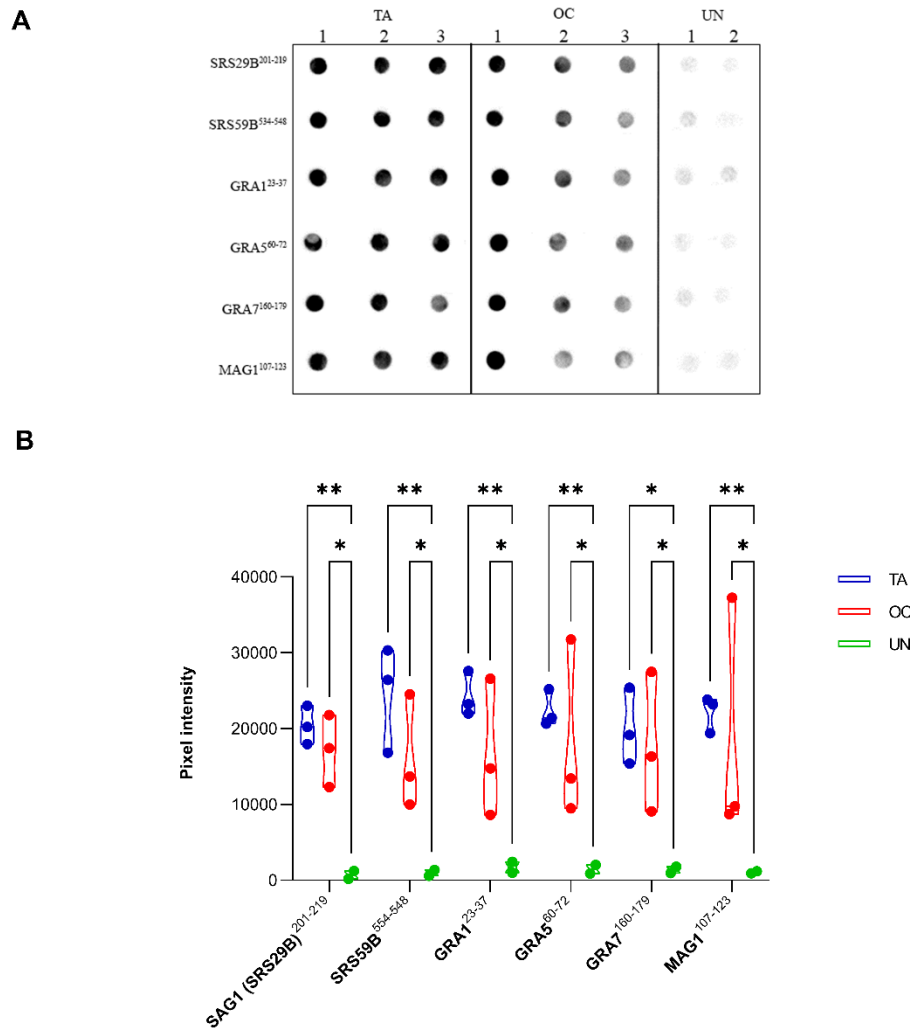 A
TA OC UN
1 2 3 1 2 3 1 2
SRS29B201-219
SRS59B534-548
GRA123-37
GRA560-72
GRA7160-179
MAG1107-123
B
** ** ** ** * **
* * * * * *
40000
30000
20000
10000
0
Pixel intensity
TA
OC
UN
SAG1 (SRS29B)201-219
SRS59B554-548
GRA123-37
GRA560-72
GRA7160-179
MAG1107-123